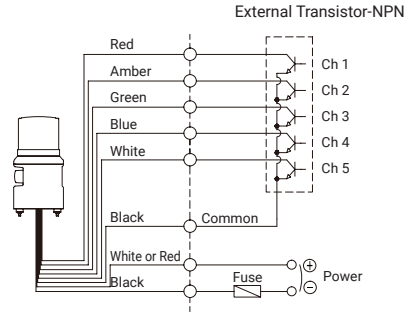 External Transistor-NPN
Red
Ch 1
Amber
Ch 2
Green
Ch 3
Blue
Ch 4
White
Ch 5
Black
Common
White or Red
Fuse
Power
Black